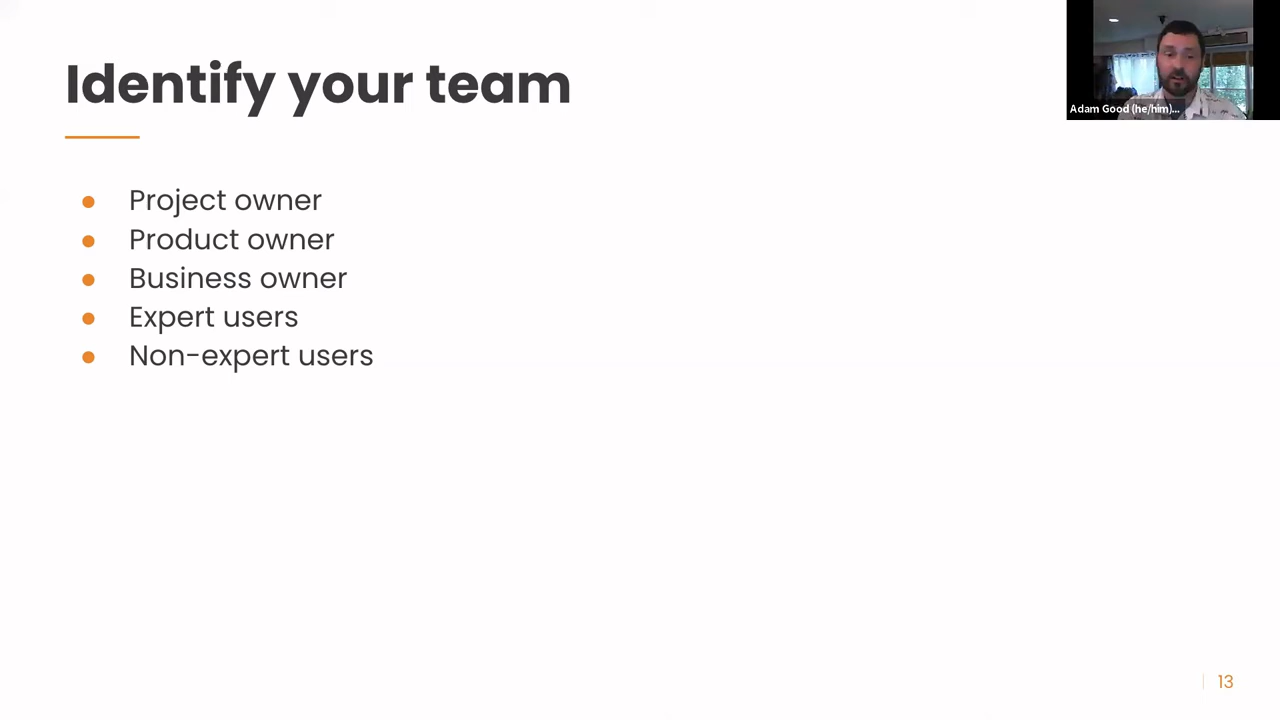 Identify your team
Adam Good (he/him)...
Project owner
Product owner
Business owner
Expert users
Non-expert users
13